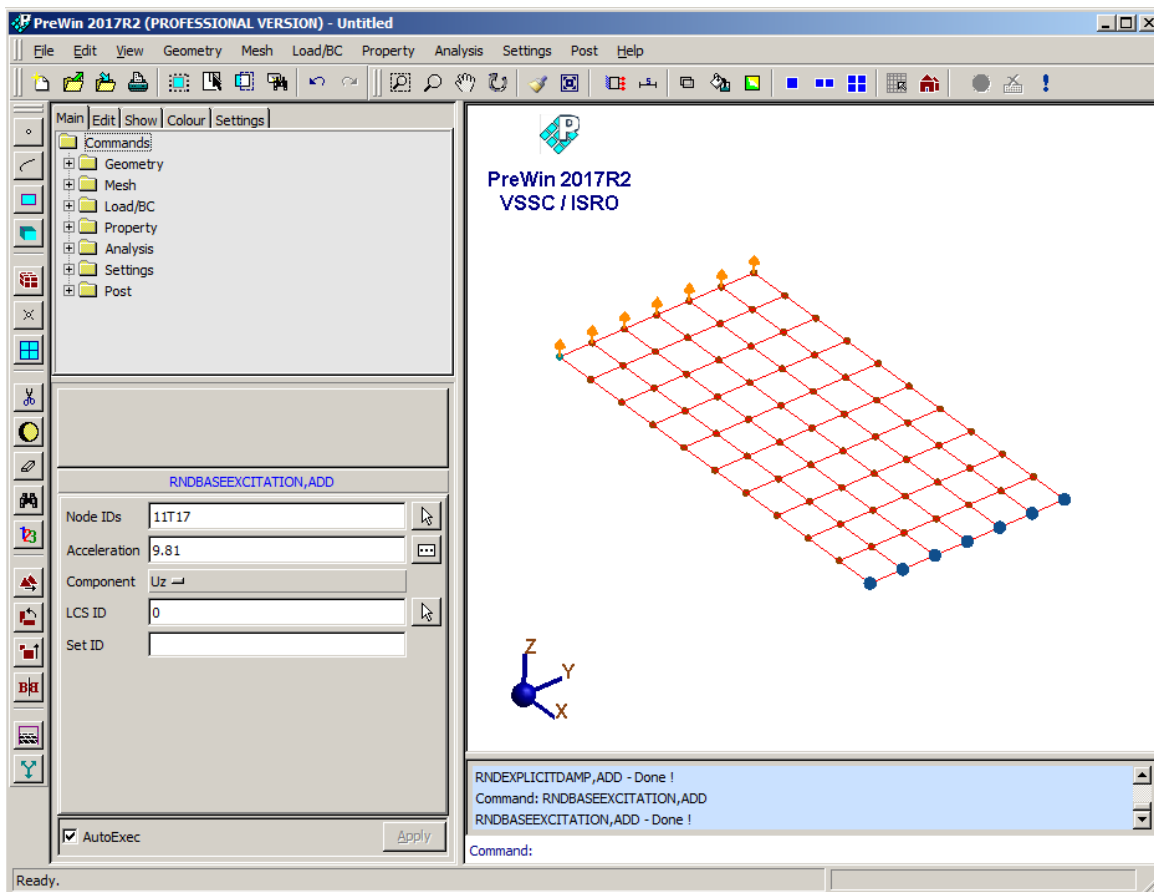 PreWin 2017R2 (PROFESSIONAL VERSION) - Untitled
File Edit View Geometry Mesh Load/BC Property Analysis Settings Post Help
Main Edit Show Colour Settings
Commands
Geometry
Mesh
Load/BC
Property
Analysis
Settings
Post
RNDBASEEXCITATION,ADD
Node IDs 11T17
Acceleration 9.81
Component Uz
LCS ID 0
Set ID
AutoExec Apply
P
PreWin 2017R2
VSSC / ISRO
Z
Y
X
RNDEXPLICITDAMP,ADD - Done !
Command: RNDBASEEXCITATION,ADD
RNDBASEEXCITATION,ADD - Done !
Command:
Ready.